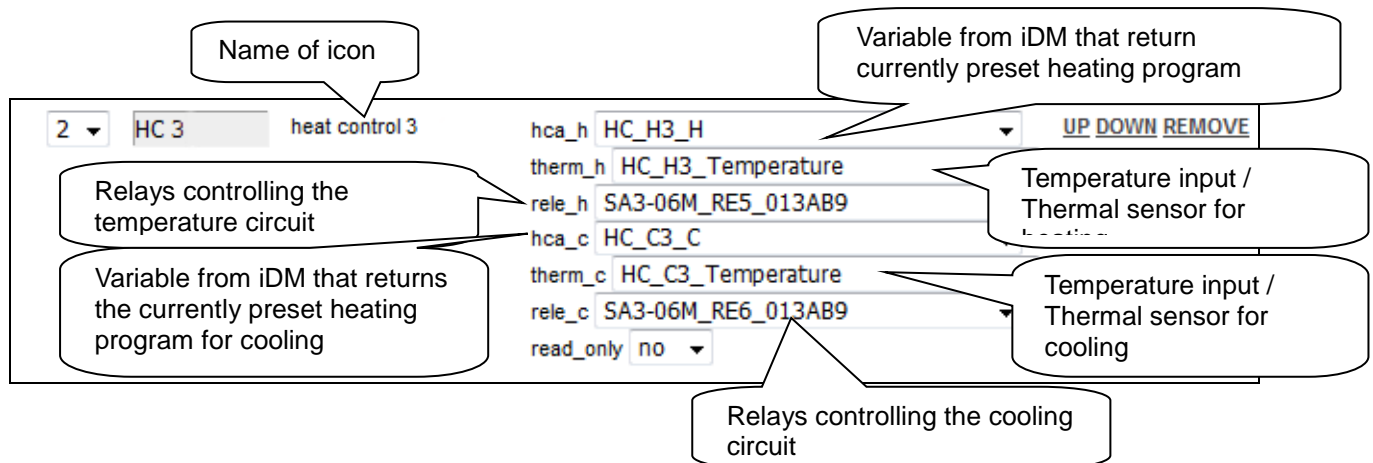 Name of icon
Variable from iDM that return
currently preset heating program
2 HC 3 heat control 3 hca_h HC_H3_H UP DOWN REMOVE
therm_h HC_H3_Temperature
Temperature input /
Thermal sensor for
heating
Relays controlling the
temperature circuit
rele_h SA3-06M_RE5_013AB9
hca_c HC_C3_C
Variable from iDM that returns
the currently preset heating
program for cooling
therm_c HC_C3_Temperature
Temperature input /
Thermal sensor for
cooling
rele_c SA3-06M_RE6_013AB9
read_only no
Relays controlling the cooling
circuit